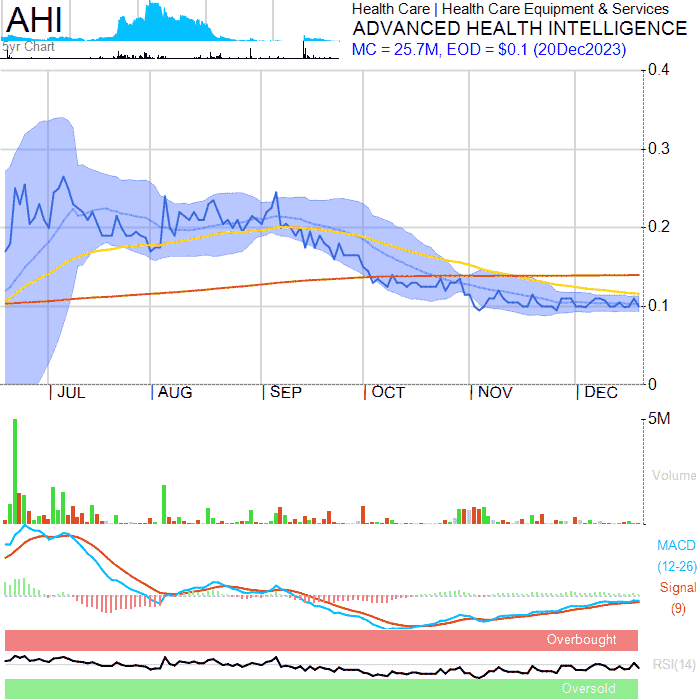 AHI
5yr Chart
Health Care | Health Care Equipment & Services
ADVANCED HEALTH INTELLIGENCE
MC = 25.7M, EOD = $0.1 (20Dec2023)
0.4
0.3
0.2
0.1
0
JUL AUG SEP OCT NOV DEC
5M
Volume
MACD
(12-26)
Signal
(9)
Overbought
RSI(14)
Oversold